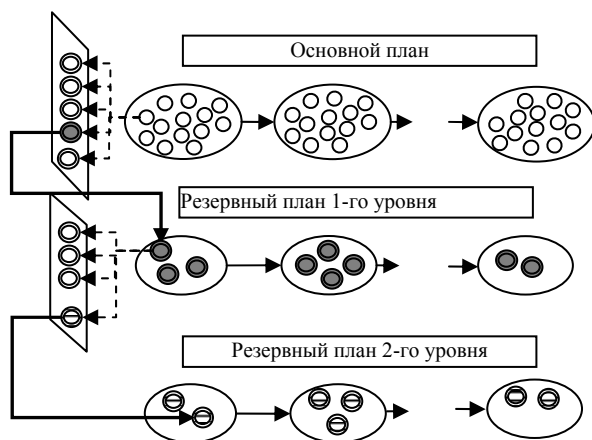 Основной план
Резервный план 1-го уровня
Резервный план 2-го уровня